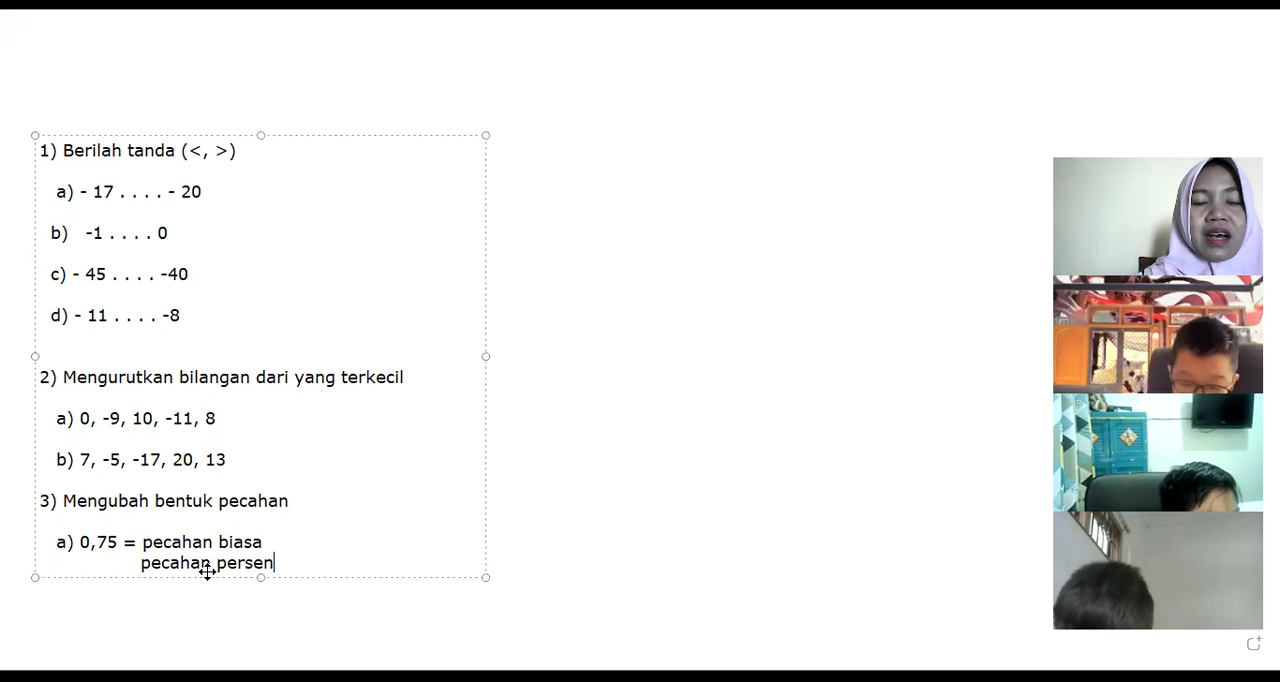 1) Berilah tanda (<, >)
a) - 17 . . . . - 20
b) -1 . . . . 0
c) - 45 . . . . -40
d) - 11 . . . . -8
2) Mengurutkan bilangan dari yang terkecil
a) 0, -9, 10, -11, 8
b) 7, -5, -17, 20, 13
3) Mengubah bentuk pecahan
a) 0,75 = pecahan biasa
pecahan persen